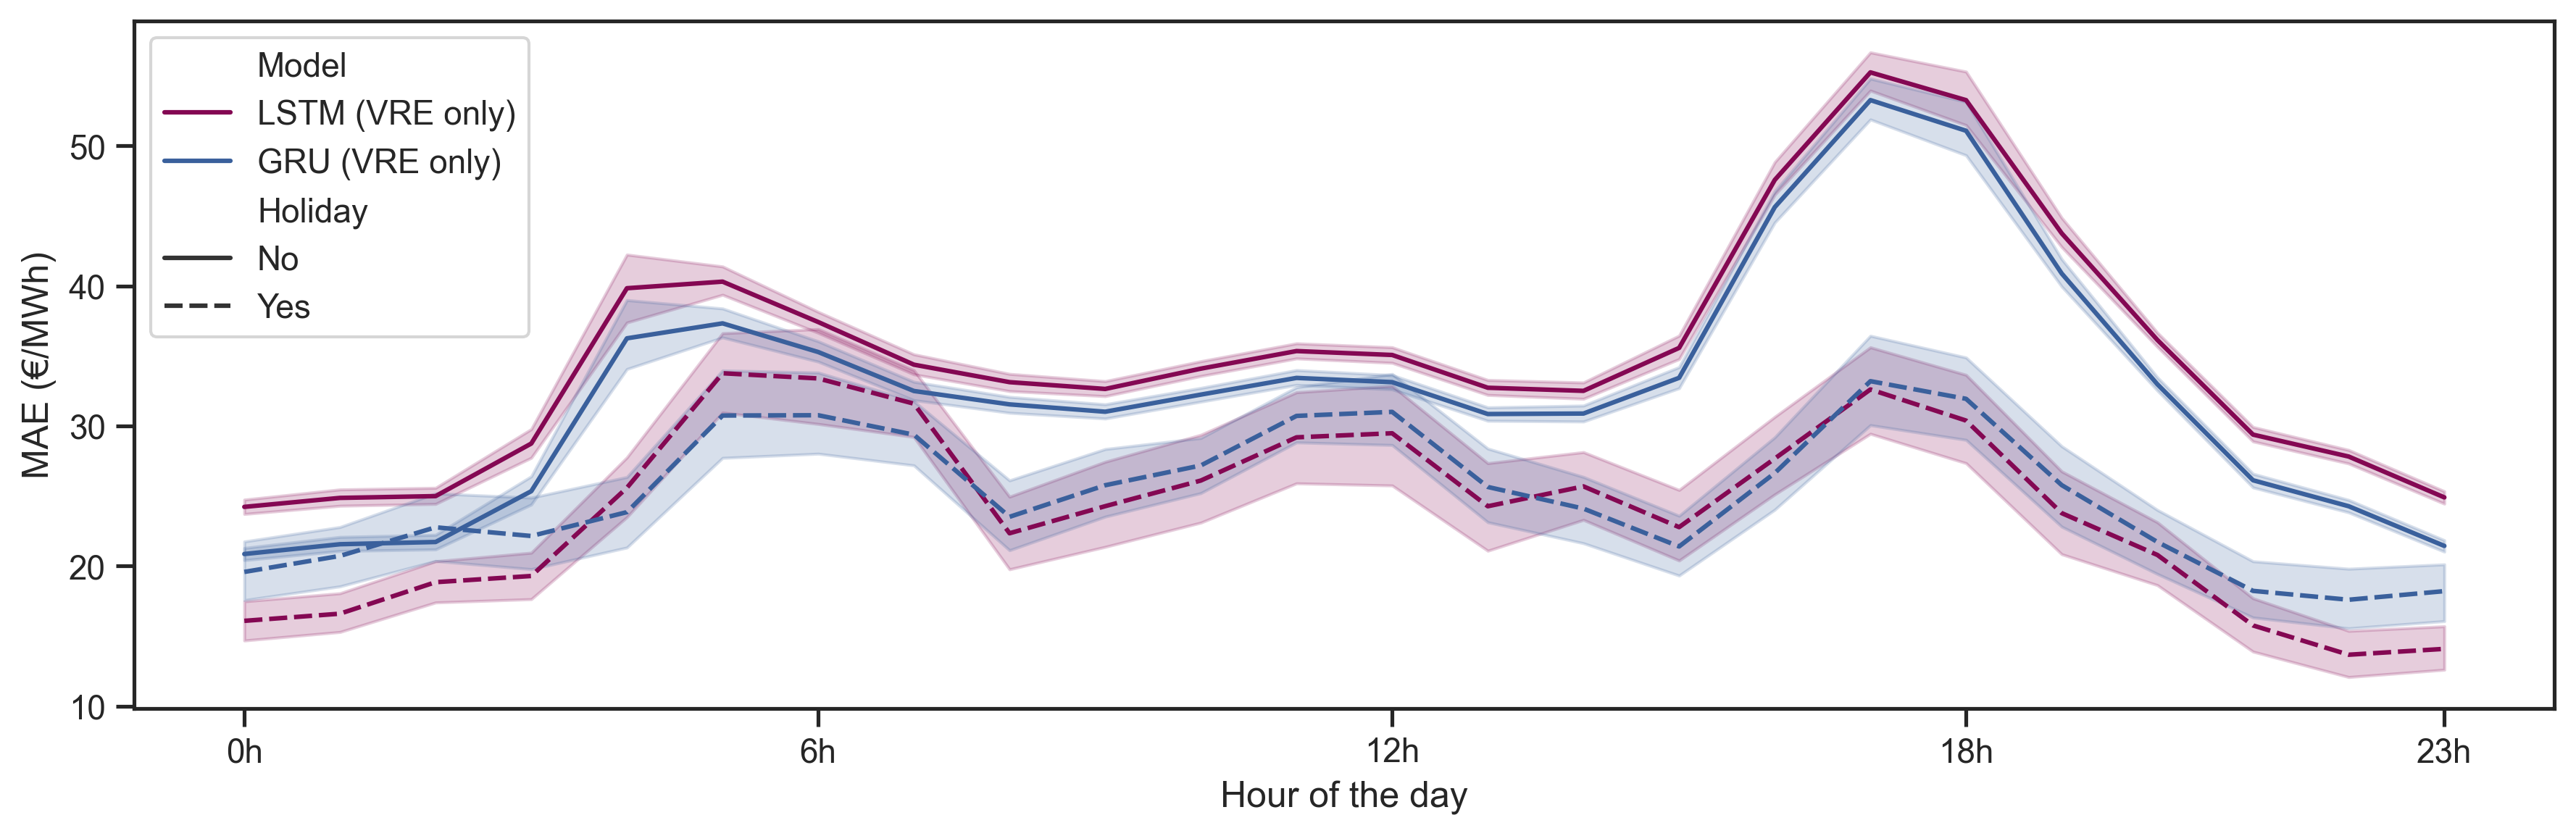 Model
LSTM (VRE only)
GRU (VRE only)
Holiday
No
Yes
MAE (€/MWh)
50
40
30
20
10
0h
6h
12h
18h
23h
Hour of the day